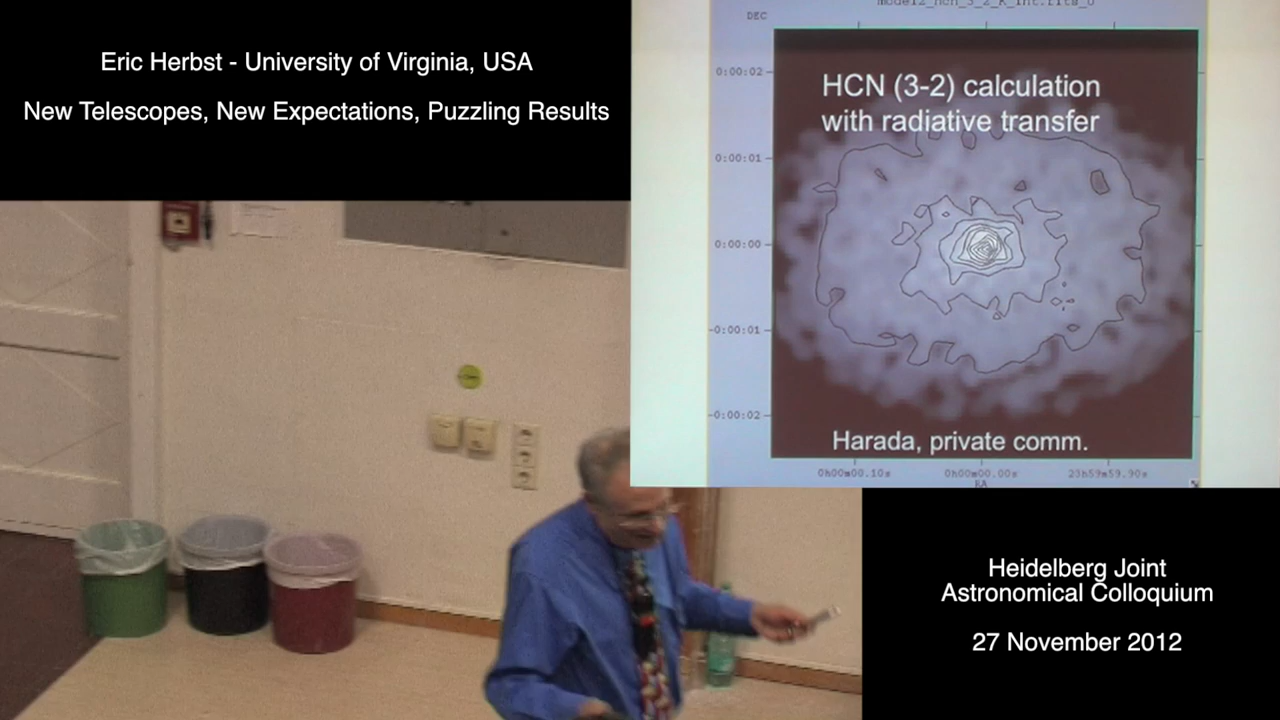 Eric Herbst - University of Virginia, USA
New Telescopes, New Expectations, Puzzling Results
model2_hcn_3_2_k_int.fits_0
DEC
HCN (3-2) calculation
with radiative transfer
0:00:02
0:00:01
0:00:00
-0:00:01
-0:00:02
Harada, private comm.
0h00m00.10s 0h00m00.00s 23h59m59.90s
RA
Heidelberg Joint
Astronomical Colloquium
27 November 2012